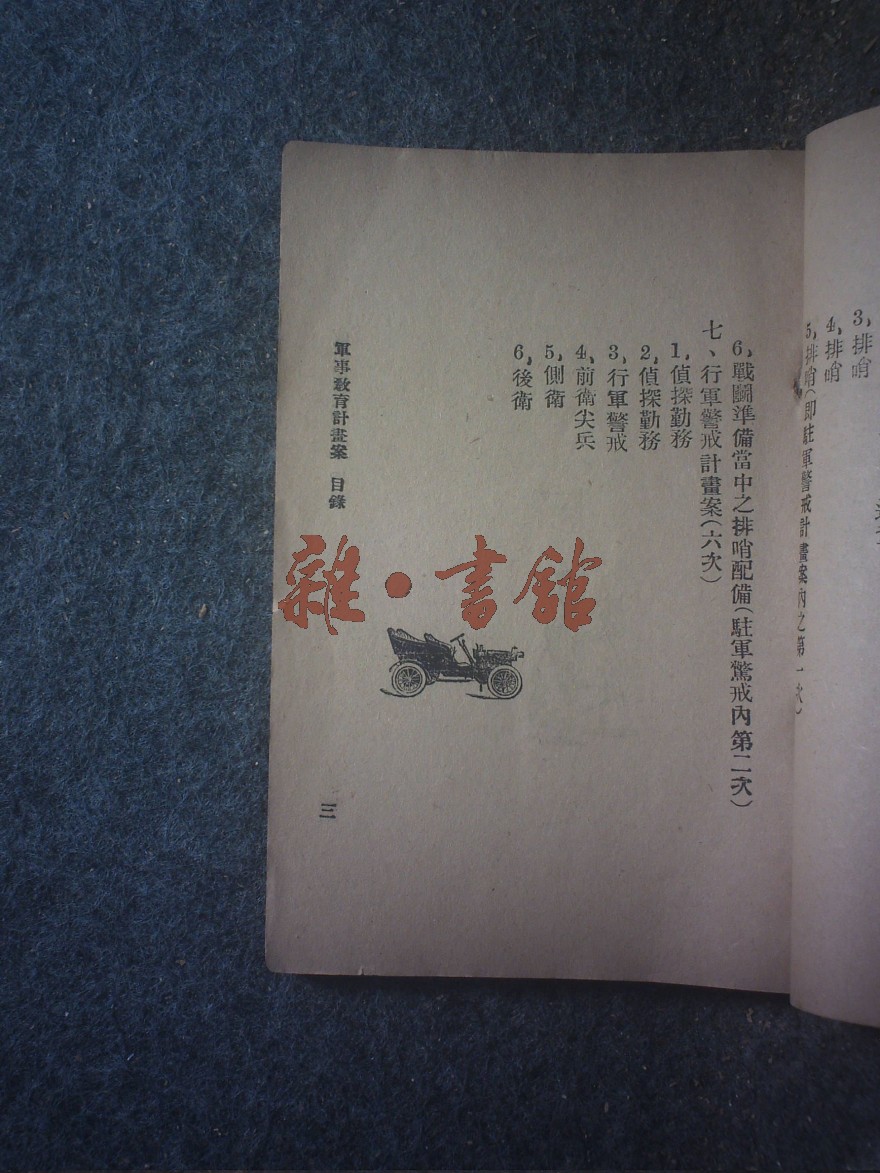 3,排哨
4,排哨
5,排哨(即駐軍警戒計畫案內之第一次)
6,戰鬭準備當中之排哨配備(駐軍驚戒內第二次)
七、行軍警戒計畫案(六次)
1,偵探勤務
2,偵探勤務
3,行軍警戒
4,前衛尖兵
5,側衛
6,後衛
軍事敎育計畫案 目錄
三
雜·書館